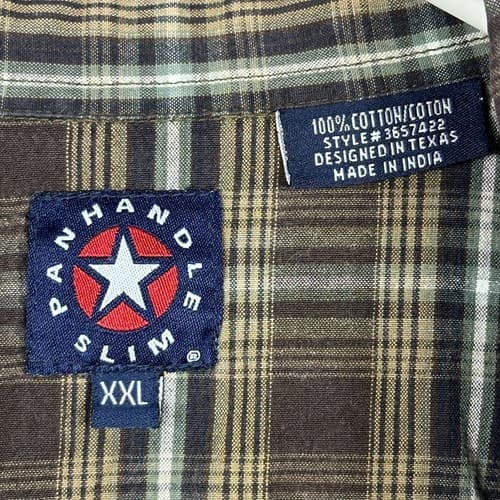 100% COTTON/COTON
STYLE # 3657422
DESIGNED IN TEXAS
MADE IN INDIA
PANHANDLE
SLIM ®
XXL